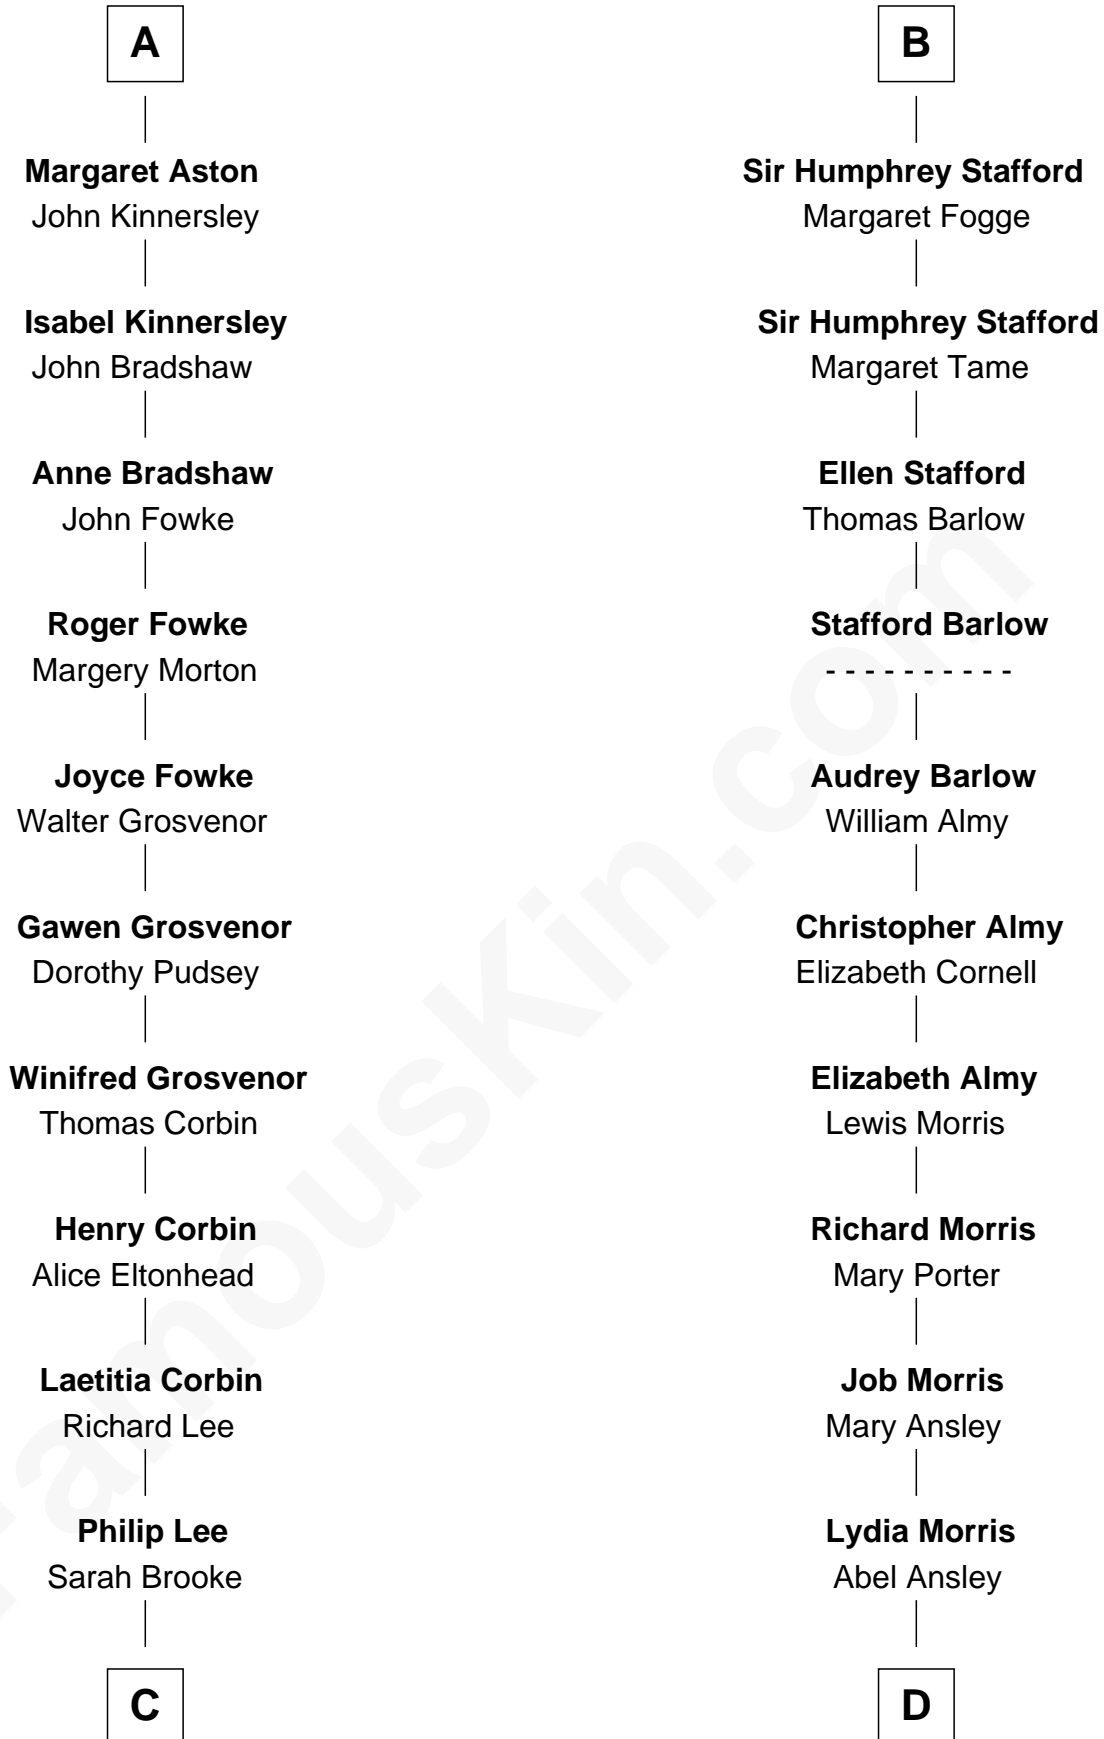 A
Margaret Aston
John Kinnersley
Isabel Kinnersley
John Bradshaw
Anne Bradshaw
John Fowke
Roger Fowke
Margery Morton
Joyce Fowke
Walter Grosvenor
Gawen Grosvenor
Dorothy Pudsey
Winifred Grosvenor
Thomas Corbin
Henry Corbin
Alice Eltonhead
Laetitia Corbin
Richard Lee
Philip Lee
Sarah Brooke
C
B
Sir Humphrey Stafford
Margaret Fogge
Sir Humphrey Stafford
Margaret Tame
Ellen Stafford
Thomas Barlow
Stafford Barlow
- - - - - - - - - -
Audrey Barlow
William Almy
Christopher Almy
Elizabeth Cornell
Elizabeth Almy
Lewis Morris
Richard Morris
Mary Porter
Job Morris
Mary Ansley
Lydia Morris
Abel Ansley
D
FamousKin.com